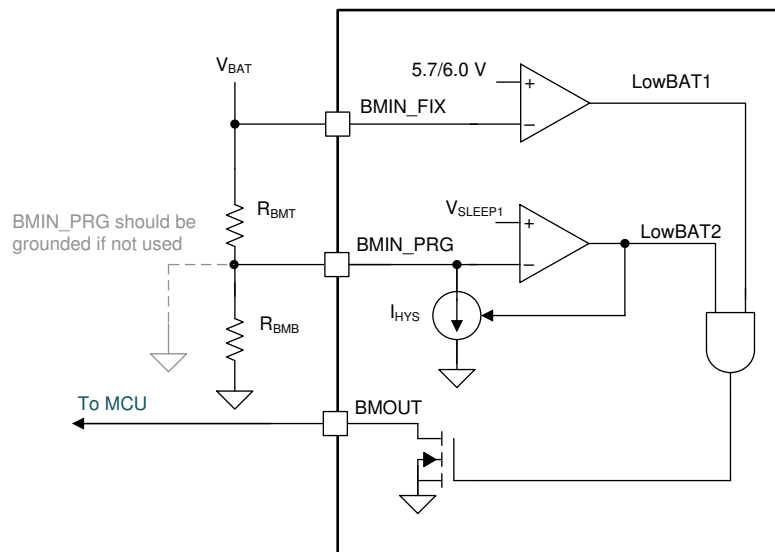 V_BAT
5.7/6.0 V
+
LowBAT1
BMIN_FIX
−
R_BMT
BMIN_PRG should be
grounded if not used
V_SLEEP1
+
LowBAT2
BMIN_PRG
−
I_HYS
R_BMB
To MCU
BMOUT